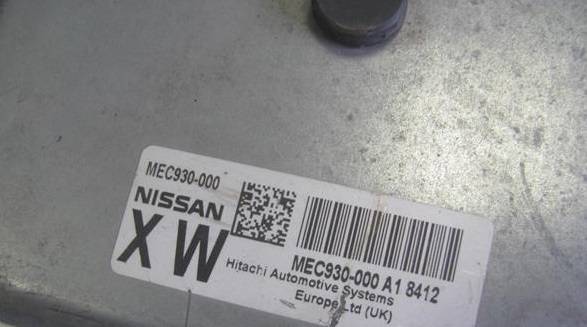 MEC930-000
NISSAN
XW
MEC930-000 A1 8412
Hitachi Automotive Systems
Europe Ltd (UK)